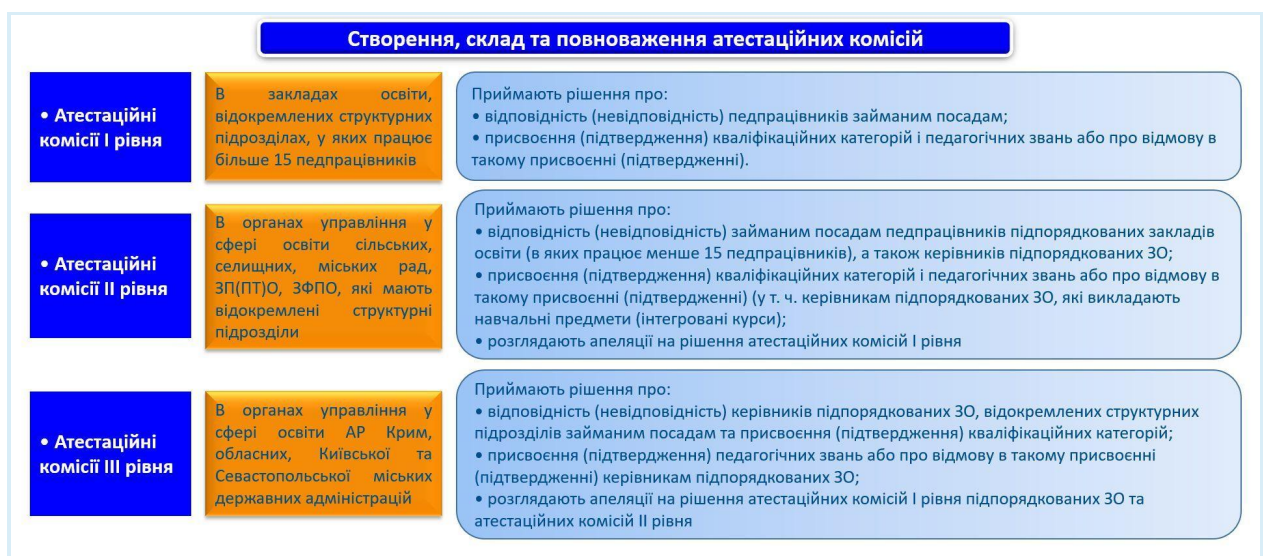 Створення, склад та повноваження атестаційних комісій
• Атестаційні
комісії І рівня
В закладах освіти,
відокремлених структурних
підрозділах, у яких працює
більше 15 педпрацівників
Приймають рішення про:
• відповідність (невідповідність) педпрацівників займаним посадам;
• присвоєння (підтвердження) кваліфікаційних категорій і педагогічних звань або про відмову в
такому присвоєнні (підтвердженні).
• Атестаційні
комісії ІІ рівня
В органах управління у
сфері освіти сільських,
селищних, міських рад,
ЗП(ПТ)О, ЗФПО, які мають
відокремлені структурні
підрозділи
Приймають рішення про:
• відповідність (невідповідність) займаним посадам педпрацівників підпорядкованих закладів
освіти (в яких працює менше 15 педпрацівників), а також керівників підпорядкованих ЗО;
• присвоєння (підтвердження) кваліфікаційних категорій і педагогічних звань або про відмову в
такому присвоєнні (підтвердженні) (у т. ч. керівникам підпорядкованих ЗО, які викладають
навчальні предмети (інтегровані курси);
• розглядають апеляції на рішення атестаційних комісій І рівня
• Атестаційні
комісії ІІІ рівня
В органах управління у
сфері освіти АР Крим,
обласних, Київської та
Севастопольської міських
державних адміністрацій
Приймають рішення про:
• відповідність (невідповідність) керівників підпорядкованих ЗО, відокремлених структурних
підрозділів займаним посадам та присвоєння (підтвердження) кваліфікаційних категорій;
• присвоєння (підтвердження) педагогічних звань або про відмову в такому присвоєнні
(підтвердженні) керівникам підпорядкованих ЗО;
• розглядають апеляції на рішення атестаційних комісій І рівня підпорядкованих ЗО та
атестаційних комісій ІІ рівня